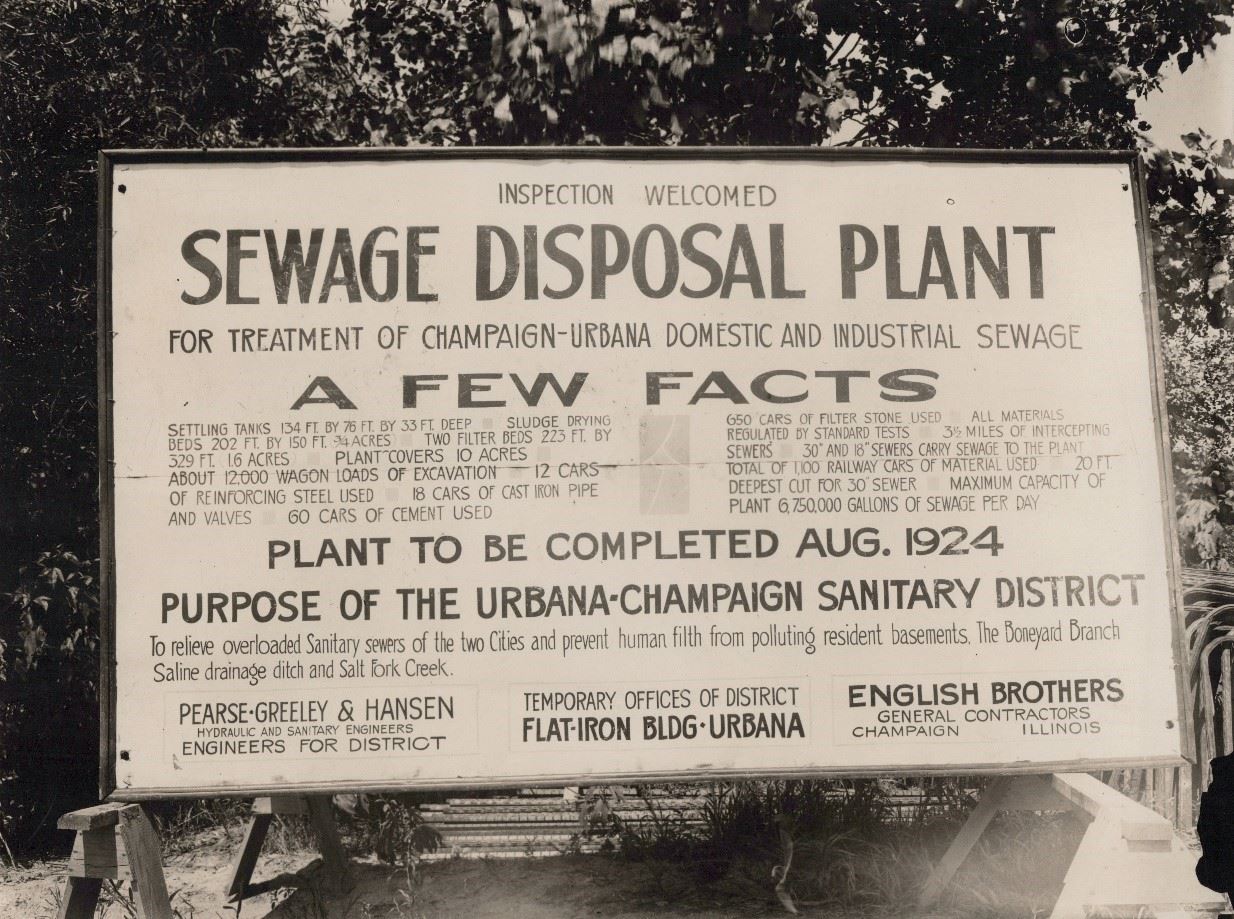 INSPECTION WELCOMED
SEWAGE DISPOSAL PLANT
FOR TREATMENT OF CHAMPAIGN-URBANA DOMESTIC AND INDUSTRIAL SEWAGE
A FEW FACTS
SETTLING TANKS 134 FT. BY 76 FT. BY 33 FT. DEEP SLUDGE DRYING
BEDS 202 FT. BY 150 FT. ¾ ACRES TWO FILTER BEDS 223 FT. BY
329 FT. 1.6 ACRES PLANT COVERS 10 ACRES
ABOUT 12,000 WAGON LOADS OF EXCAVATION 12 CARS
OF REINFORCING STEEL USED 18 CARS OF CAST IRON PIPE
AND VALVES 60 CARS OF CEMENT USED
650 CARS OF FILTER STONE USED ALL MATERIALS
REGULATED BY STANDARD TESTS 3½ MILES OF INTERCEPTING
SEWERS 30" AND 18" SEWERS CARRY SEWAGE TO THE PLANT
TOTAL OF 1,100 RAILWAY CARS OF MATERIAL USED 20 FT.
DEEPEST CUT FOR 30" SEWER MAXIMUM CAPACITY OF
PLANT 6,750,000 GALLONS OF SEWAGE PER DAY
PLANT TO BE COMPLETED AUG. 1924
PURPOSE OF THE URBANA-CHAMPAIGN SANITARY DISTRICT
To relieve overloaded Sanitary sewers of the two Cities and prevent human filth from polluting resident basements, The Boneyard Branch
Saline drainage ditch and Salt Fork Creek.
PEARSE-GREELEY & HANSEN
HYDRAULIC AND SANITARY ENGINEERS
ENGINEERS FOR DISTRICT
TEMPORARY OFFICES OF DISTRICT
FLAT-IRON BLDG·URBANA
ENGLISH BROTHERS
GENERAL CONTRACTORS
CHAMPAIGN ILLINOIS